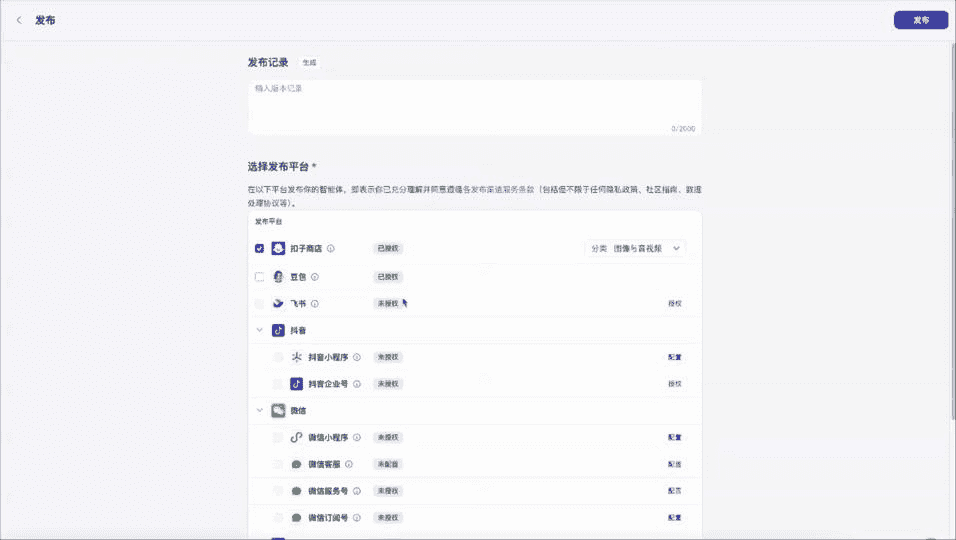 发布
发布
发布记录 生成
输入版本记录
0/2000
选择发布平台 *
在以下平台发布你的智能体，即表示你已充分理解并同意遵循各发布渠道服务条款（包括但不限于任何隐私政策、社区指南、数据
处理协议等）。
发布平台
扣子商店 已授权 分类 图像与音视频
豆包 已授权
飞书 未授权 授权
抖音
抖音小程序 未授权 配置
抖音企业号 未授权 授权
微信
微信小程序 未授权 配置
微信客服 未配置 配置
微信服务号 未授权 配置
微信订阅号 未授权 配置